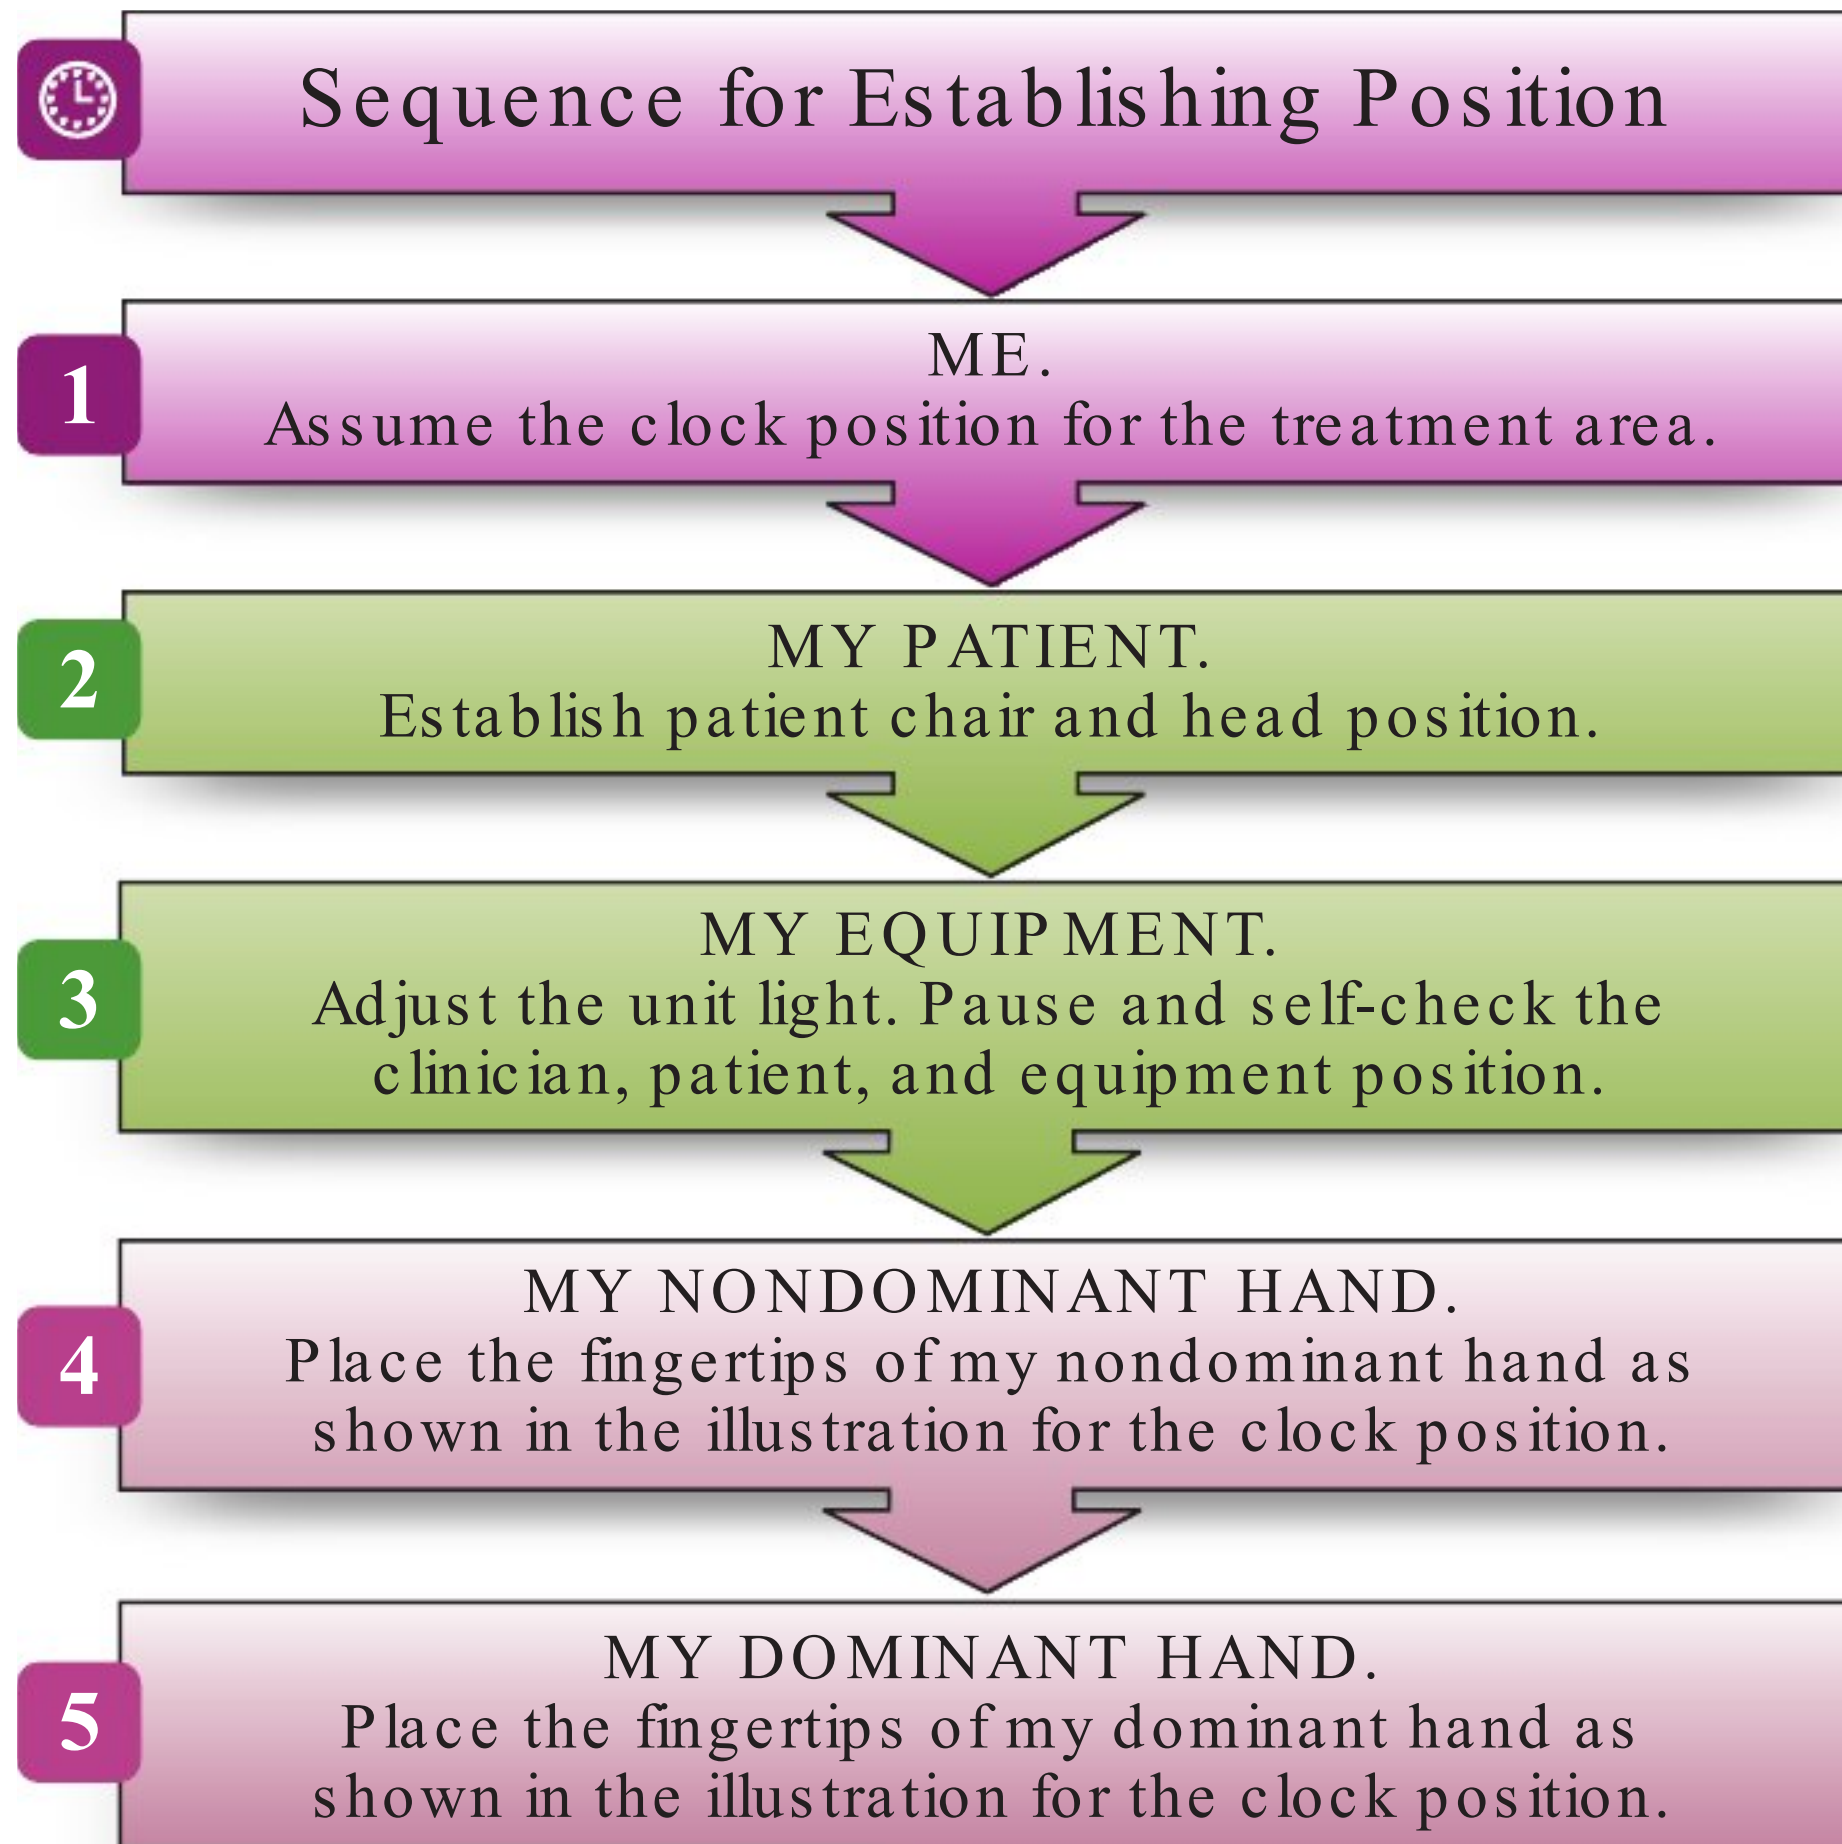 Sequence for Establishing Position
1
ME.
Assume the clock position for the treatment area.
2
MY PATIENT.
Establish patient chair and head position.
3
MY EQUIPMENT.
Adjust the unit light. Pause and self-check the
clinician, patient, and equipment position.
4
MY NONDOMINANT HAND.
Place the fingertips of my nondominant hand as
shown in the illustration for the clock position.
5
MY DOMINANT HAND.
Place the fingertips of my dominant hand as
shown in the illustration for the clock position.